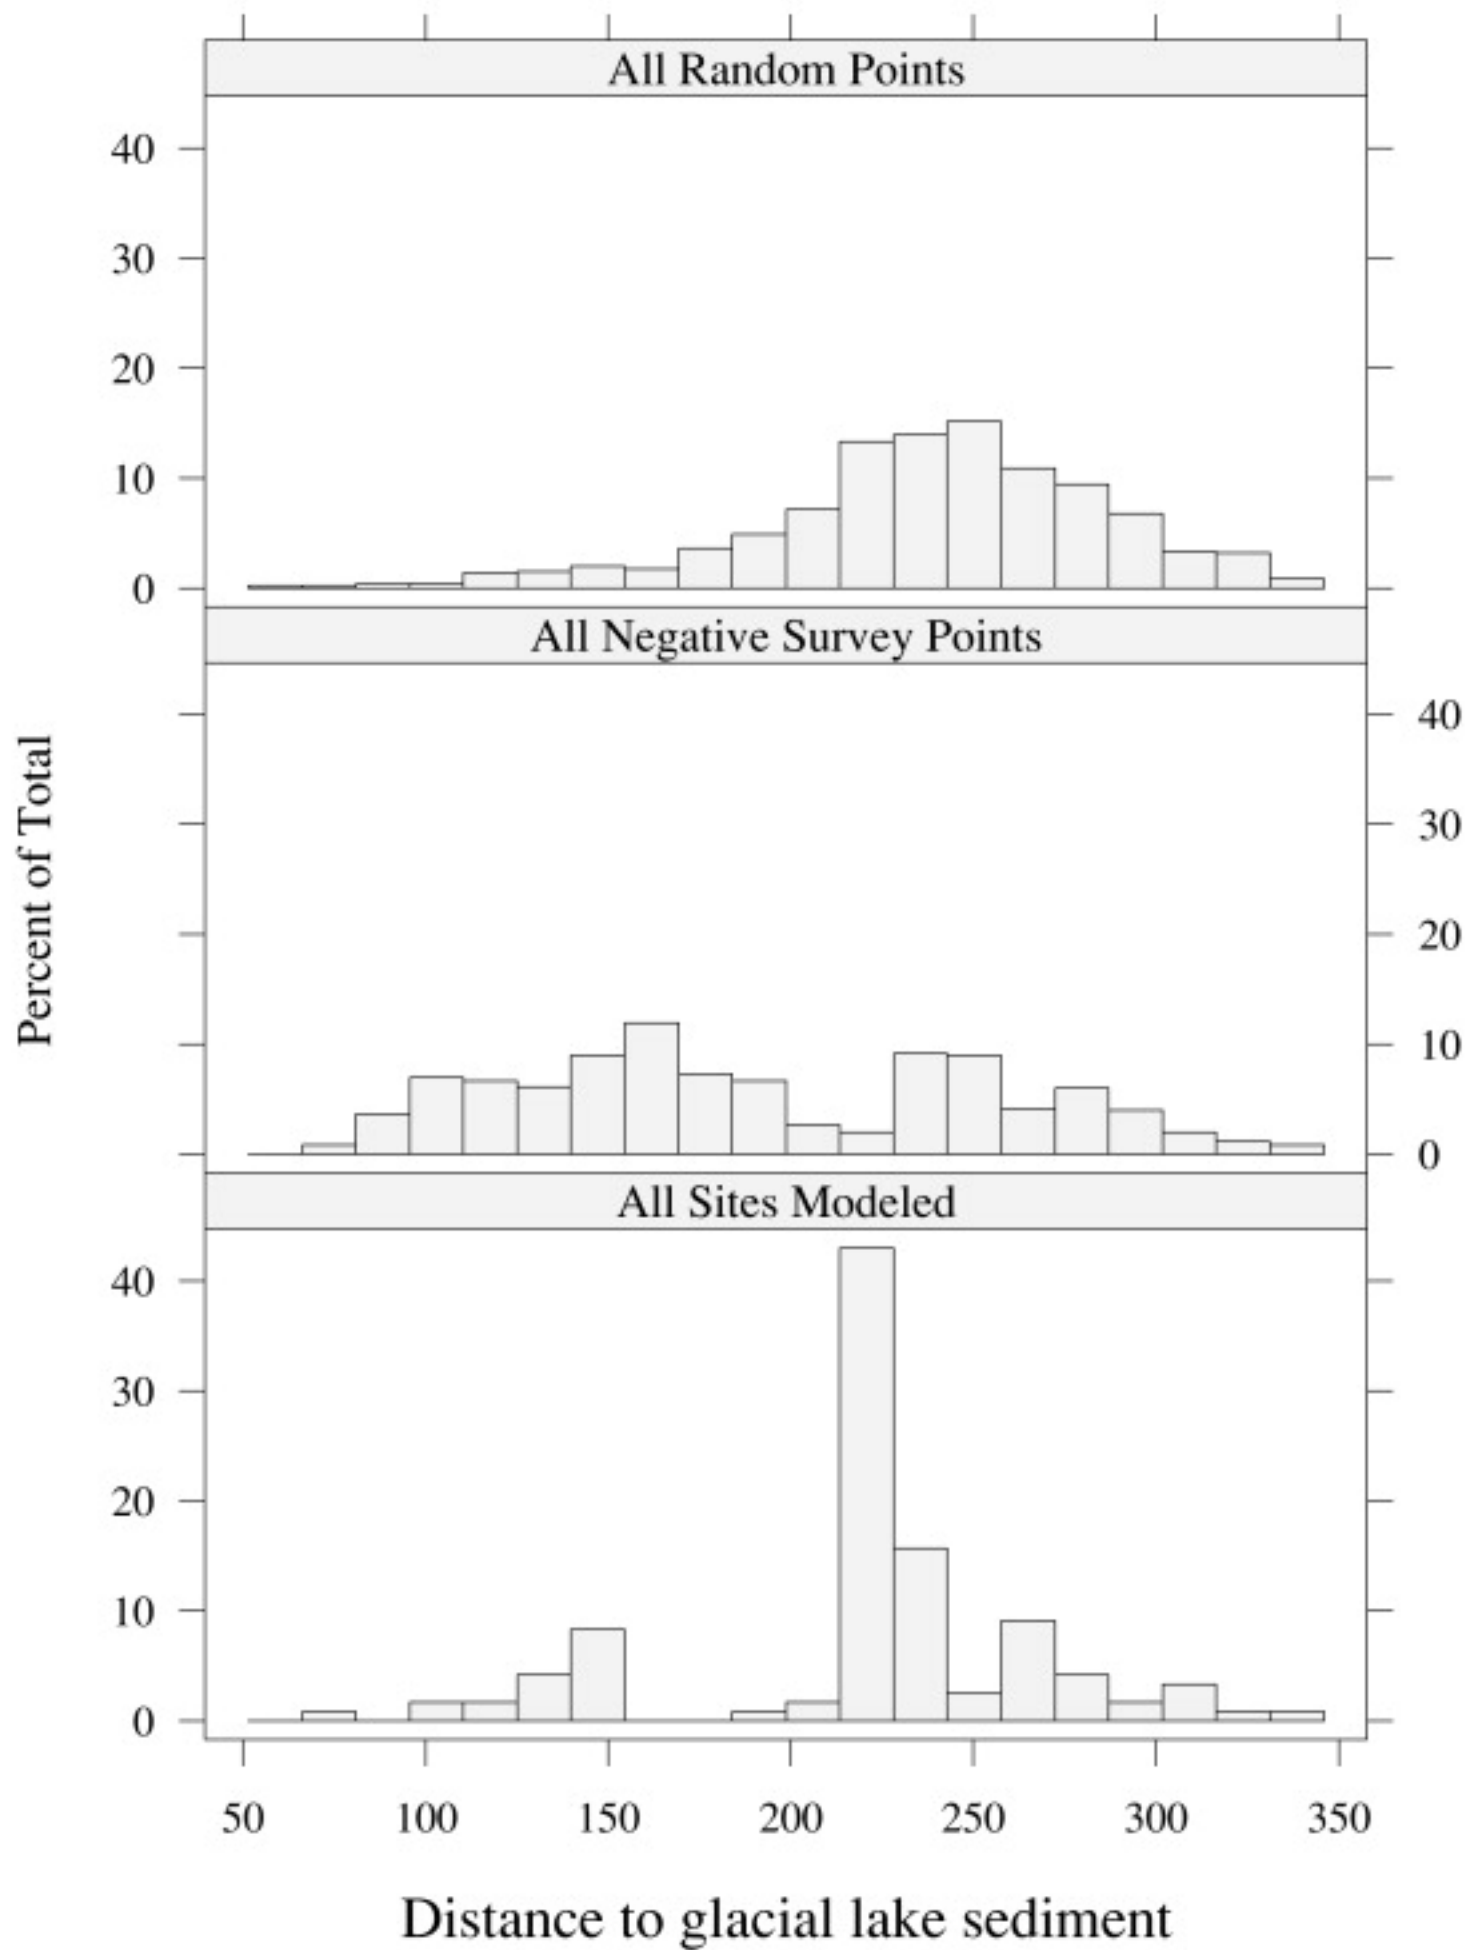 All Random Points
40
30
20
10
0
All Negative Survey Points
40
30
20
10
0
All Sites Modeled
40
30
20
10
0
50 100 150 200 250 300 350
Distance to glacial lake sediment
Percent of Total